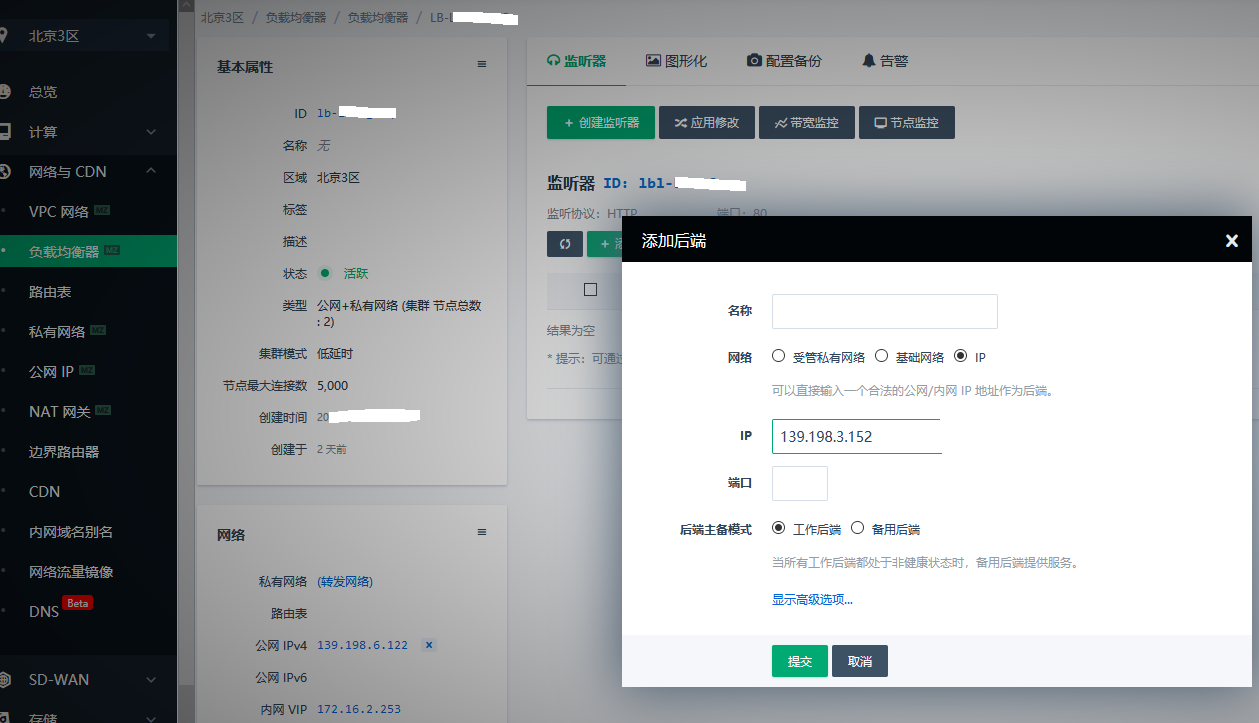 北京3区
总览
计算
网络与 CDN
VPC 网络 MZ
负载均衡器 MZ
路由表
私有网络 MZ
公网 IP MZ
NAT 网关 MZ
边界路由器
CDN
内网域名别名
网络流量镜像
DNS Beta
SD-WAN
存储
北京3区 / 负载均衡器 / 负载均衡器 / LB-
基本属性
ID lb-
名称 无
区域 北京3区
标签
描述
状态 活跃
类型 公网+私有网络 (集群 节点总数
: 2)
集群模式 低延时
节点最大连接数 5,000
创建时间 20
创建于 2 天前
网络
私有网络 (转发网络)
路由表
公网 IPv4 139.198.6.122 ×
公网 IPv6
内网 VIP 172.16.2.253
监听器 图形化 配置备份 告警
+ 创建监听器 应用修改 带宽监控 节点监控
监听器 ID: lbl-
监听协议: HTTP 端口: 80
+
结果为空
* 提示: 可通过
添加后端 ×
名称
网络 受管私有网络 基础网络 IP
可以直接输入一个合法的公网/内网 IP 地址作为后端。
IP 139.198.3.152
端口
后端主备模式 工作后端 备用后端
当所有工作后端都处于非健康状态时, 备用后端提供服务。
显示高级选项...
提交 取消